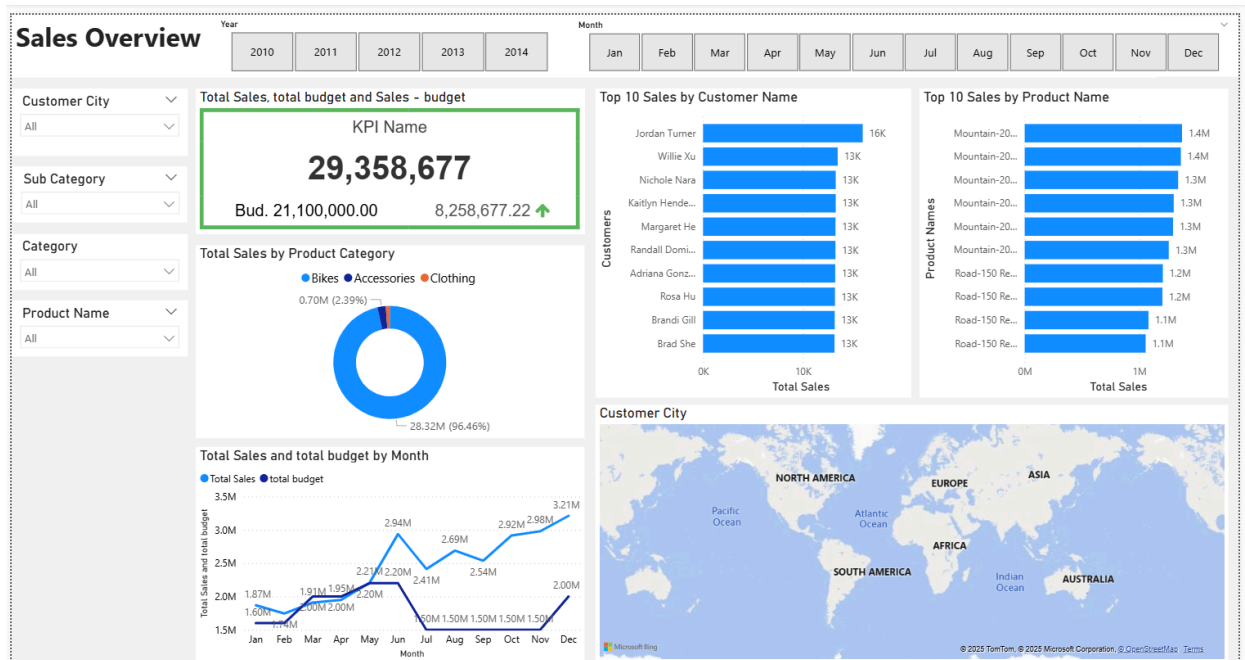 Sales Overview
Year
2010 2011 2012 2013 2014
Month
Jan Feb Mar Apr May Jun Jul Aug Sep Oct Nov Dec
Customer City
All
Sub Category
All
Category
All
Product Name
All
Total Sales, total budget and Sales - budget
KPI Name
29,358,677
Bud. 21,100,000.00 8,258,677.22
Total Sales by Product Category
Bikes Accessories Clothing
0.70M (2.39%)
28.32M (96.46%)
Total Sales and total budget by Month
Total Sales total budget
Total Sales and total budget
3.5M
3.0M
2.5M
2.0M
1.5M
1.87M
1.60M
1.74M
1.91M
2.00M
1.95M
2.00M
2.21M
2.20M
2.94M
2.20M
2.41M
1.50M
2.69M
1.50M
2.54M
1.50M
2.92M
1.50M
2.98M
1.50M
3.21M
2.00M
Jan Feb Mar Apr May Jun Jul Aug Sep Oct Nov Dec
Month
Top 10 Sales by Customer Name
Customers
Jordan Turner 16K
Willie Xu 13K
Nichole Nara 13K
Kaitlyn Hende... 13K
Margaret He 13K
Randall Domi... 13K
Adriana Gonz... 13K
Rosa Hu 13K
Brandi Gill 13K
Brad She 13K
0K 10K
Total Sales
Top 10 Sales by Product Name
Product Names
Mountain-20... 1.4M
Mountain-20... 1.4M
Mountain-20... 1.3M
Mountain-20... 1.3M
Mountain-20... 1.3M
Mountain-20... 1.3M
Road-150 Re... 1.2M
Road-150 Re... 1.2M
Road-150 Re... 1.1M
Road-150 Re... 1.1M
0M 1M
Total Sales
Customer City
NORTH AMERICA
EUROPE
ASIA
Pacific
Ocean
Atlantic
Ocean
AFRICA
SOUTH AMERICA
Indian
Ocean
AUSTRALIA
Microsoft Bing
© 2025 TomTom, © 2025 Microsoft Corporation, © OpenStreetMap Terms